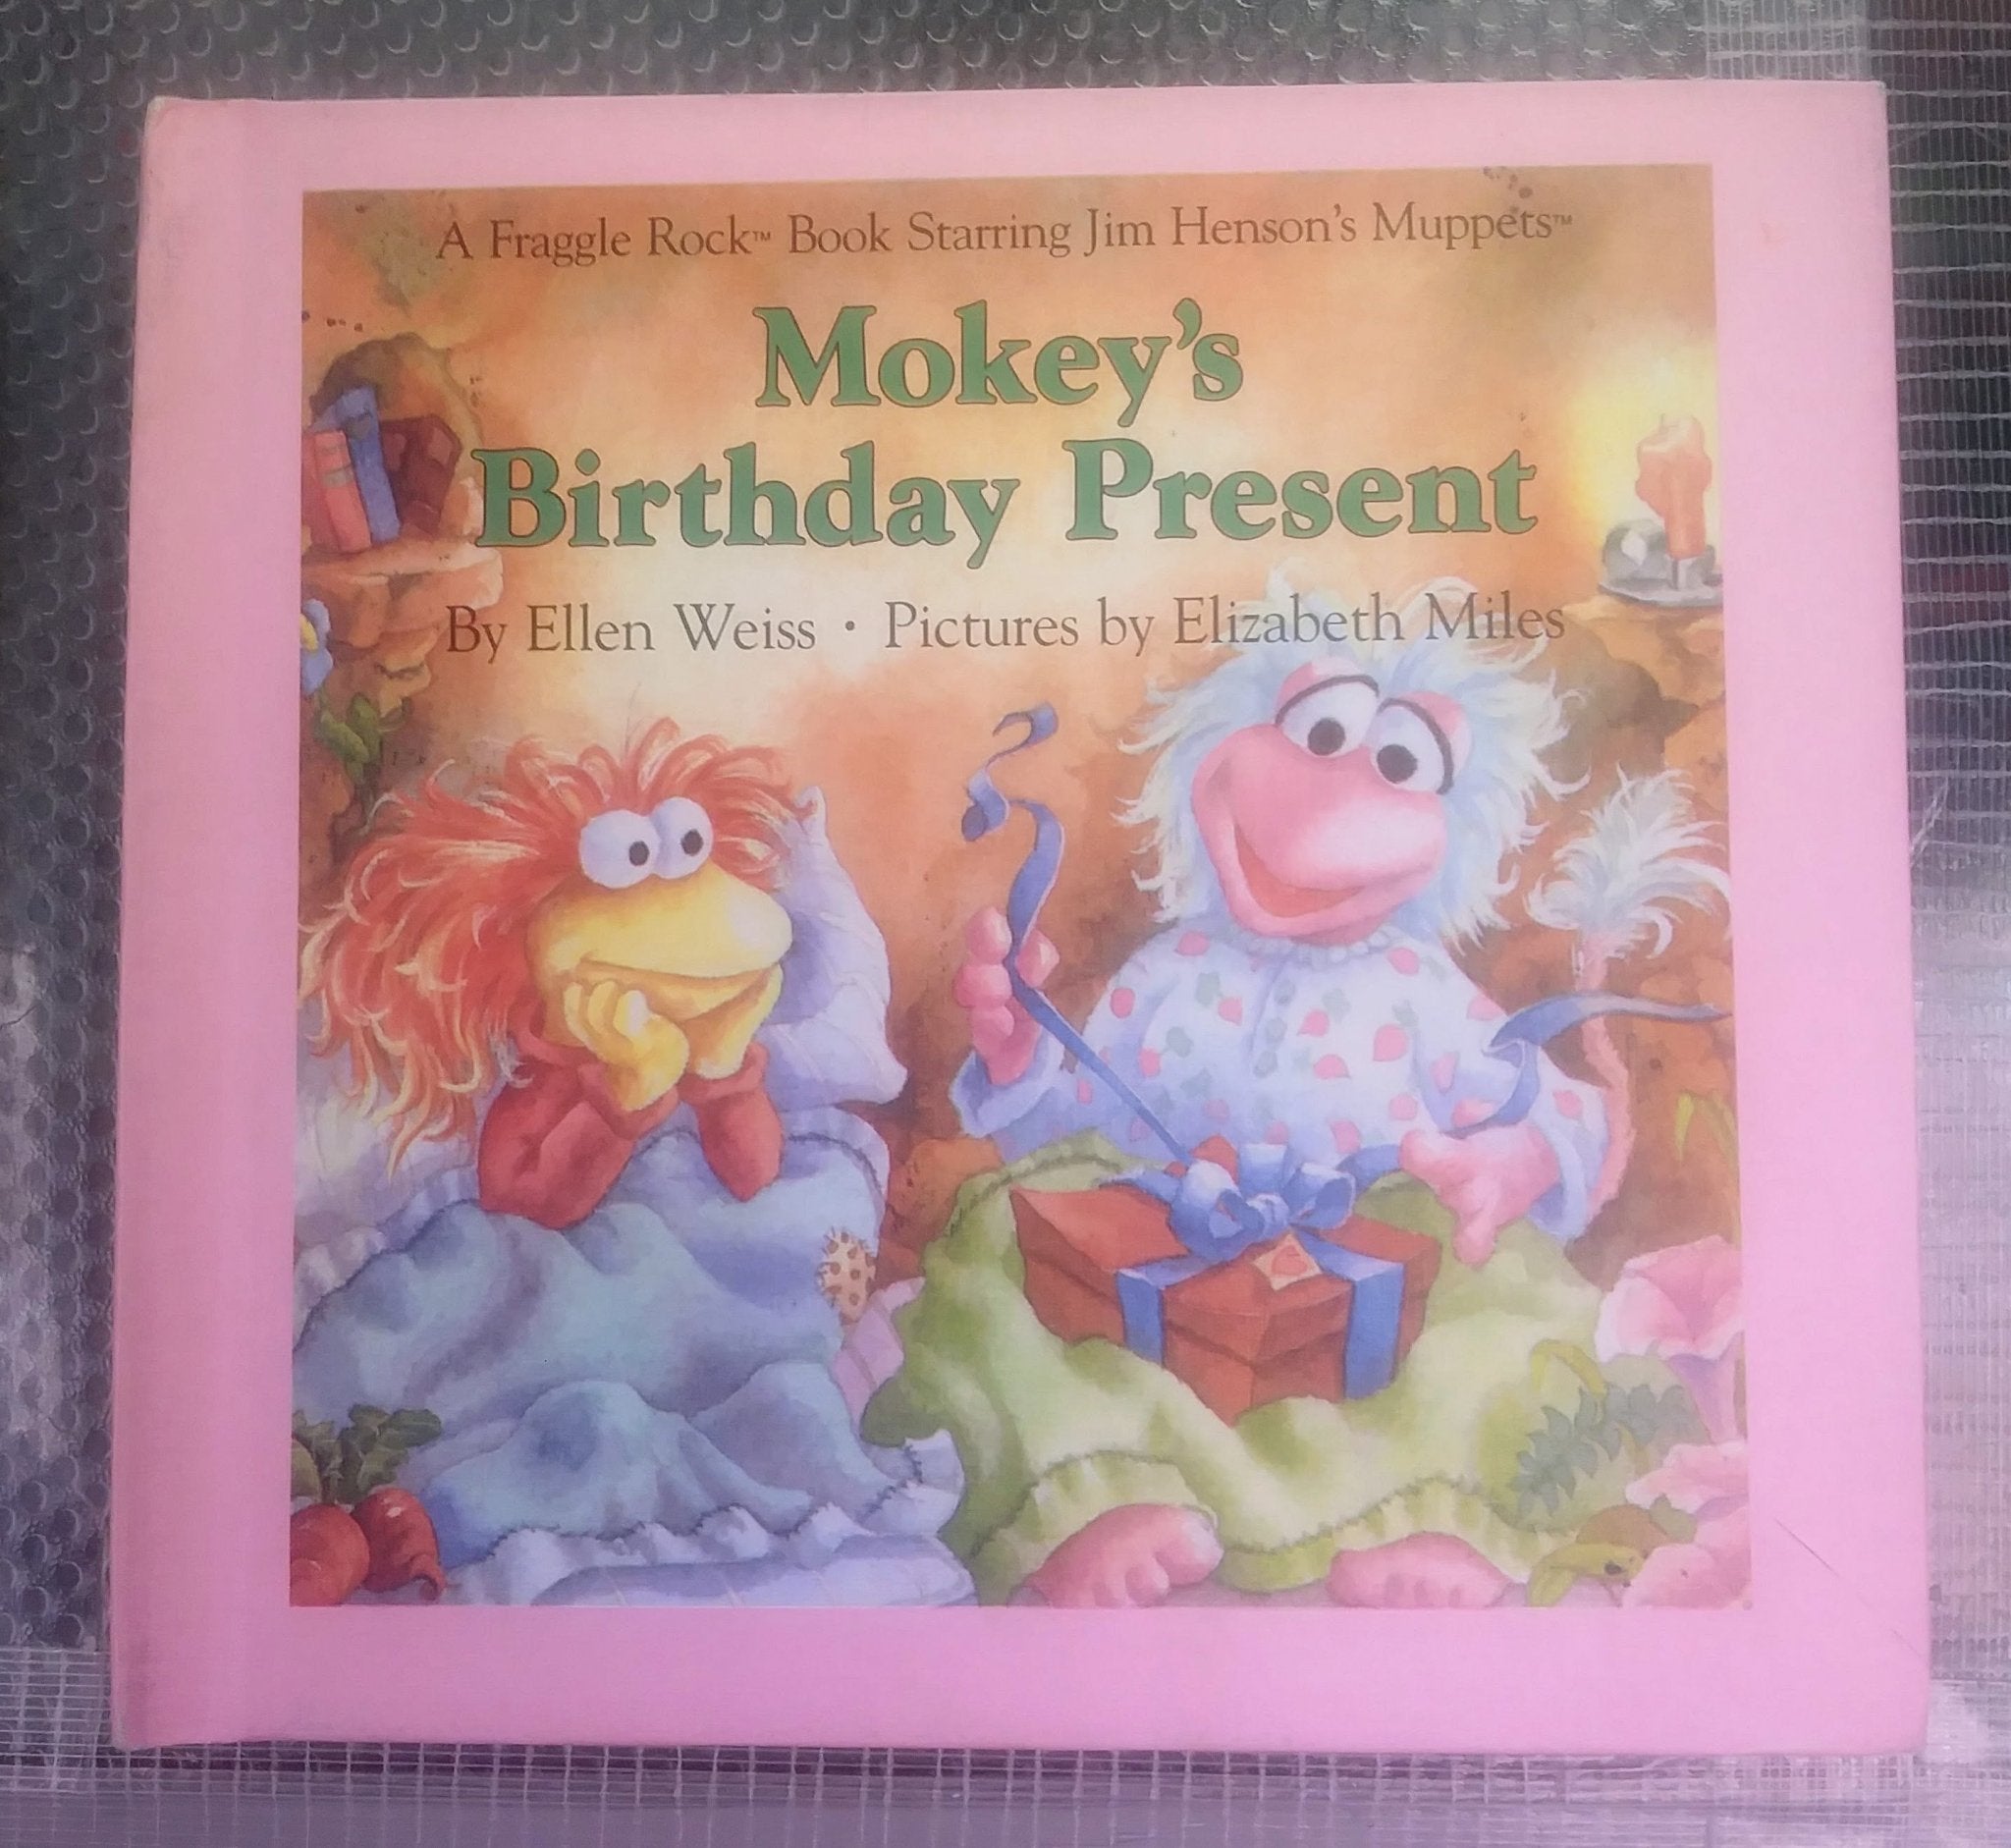 A Fraggle Rock™ Book Starring Jim Henson's Muppets™
Mokey's
Birthday Present
By Ellen Weiss • Pictures by Elizabeth Miles